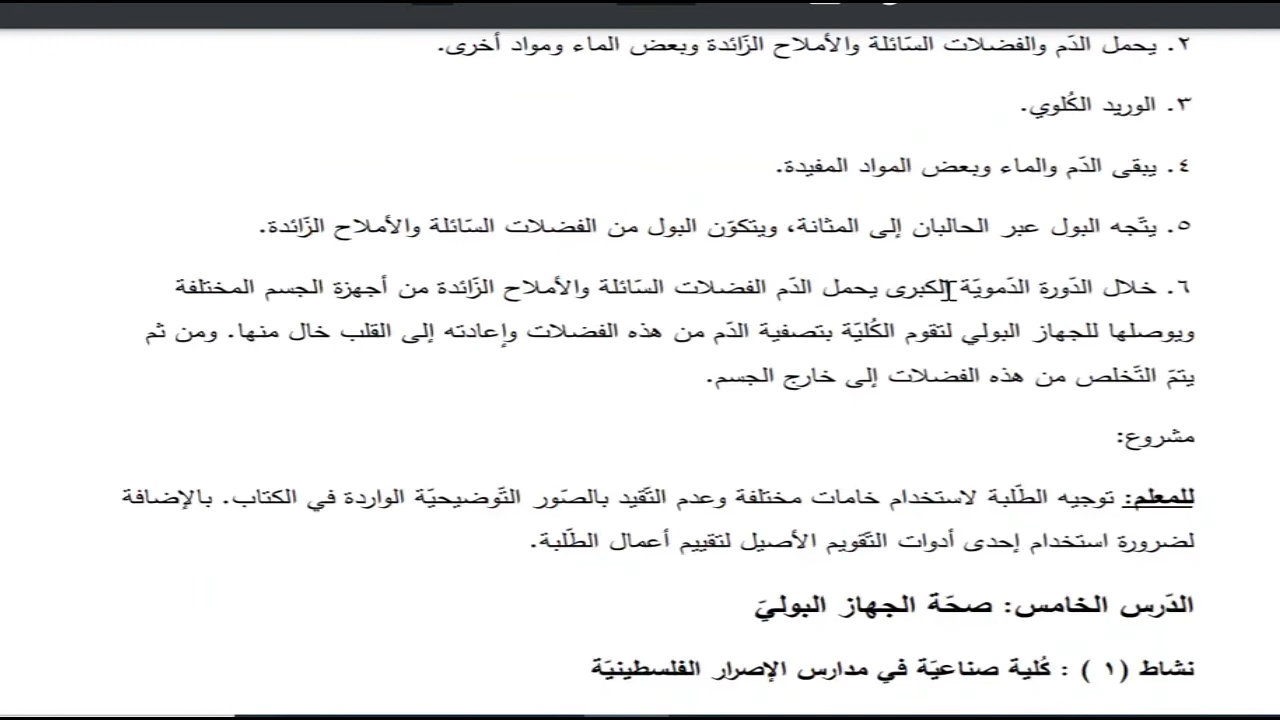 ٢. يحمل الدّم والفضلات السّائلة والأملاح الزّائدة وبعض الماء ومواد أخرى.
٣. الوريد الكُلوي.
٤. يبقى الدّم والماء وبعض المواد المفيدة.
٥. يتّجه البول عبر الحالبان إلى المثانة، ويتكوّن البول من الفضلات السّائلة والأملاح الزّائدة.
٦. خلال الدّورة الدّمويّة الكبرى يحمل الدّم الفضلات السّائلة والأملاح الزّائدة من أجهزة الجسم المختلفة
ويوصلها للجهاز البولي لتقوم الكُليّة بتصفية الدّم من هذه الفضلات وإعادته إلى القلب خال منها. ومن ثم
يتمّ التّخلص من هذه الفضلات إلى خارج الجسم.
مشروع:
للمعلم: توجيه الطّلبة لاستخدام خامات مختلفة وعدم التّقيد بالصّور التّوضيحيّة الواردة في الكتاب. بالإضافة
لضرورة استخدام إحدى أدوات التّقويم الأصيل لتقييم أعمال الطّلبة.
الدّرس الخامس: صحّة الجهاز البوليّ
نشاط (١ ) : كُلية صناعيّة في مدارس الإصرار الفلسطينيّة